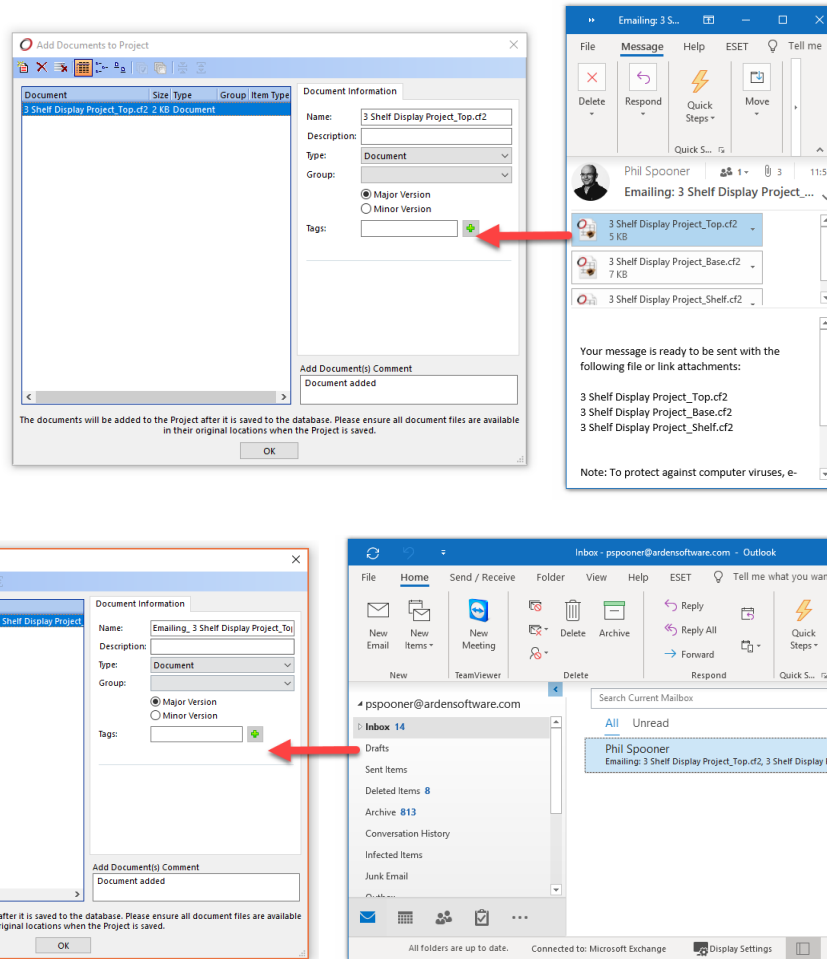 Add Documents to Project
Document Size Type Group Item Type
3 Shelf Display Project_Top.cf2 2 KB Document
Document Information
Name: 3 Shelf Display Project_Top.cf2
Description:
Type: Document
Group:
Major Version
Minor Version
Tags:
Add Document(s) Comment
Document added
The documents will be added to the Project after it is saved to the database. Please ensure all document files are available
in their original locations when the Project is saved.
OK
Emailing: 3 S...
File Message Help ESET Tell me
Delete Respond Quick Steps Move
Quick S...
Phil Spooner 1 3 11:5
Emailing: 3 Shelf Display Project_...
3 Shelf Display Project_Top.cf2
5 KB
3 Shelf Display Project_Base.cf2
7 KB
3 Shelf Display Project_Shelf.cf2
Your message is ready to be sent with the
following file or link attachments:
3 Shelf Display Project_Top.cf2
3 Shelf Display Project_Base.cf2
3 Shelf Display Project_Shelf.cf2
Note: To protect against computer viruses, e-
Shelf Display Project
Document Information
Name: Emailing_ 3 Shelf Display Project_To
Description:
Type: Document
Group:
Major Version
Minor Version
Tags:
Add Document(s) Comment
Document added
after it is saved to the database. Please ensure all document files are available
riginal locations when the Project is saved.
OK
Inbox - pspooner@ardensoftware.com - Outlook
File Home Send / Receive Folder View Help ESET Tell me what you wan
New Email New Items New Meeting Delete Archive Reply Reply All Forward Quick Steps
New TeamViewer Delete Respond Quick S...
pspooner@ardensoftware.com
Inbox 14
Drafts
Sent Items
Deleted Items 8
Archive 813
Conversation History
Infected Items
Junk Email
Outbox
Search Current Mailbox
All Unread
Phil Spooner
Emailing: 3 Shelf Display Project_Top.cf2, 3 Shelf Display
All folders are up to date. Connected to: Microsoft Exchange Display Settings